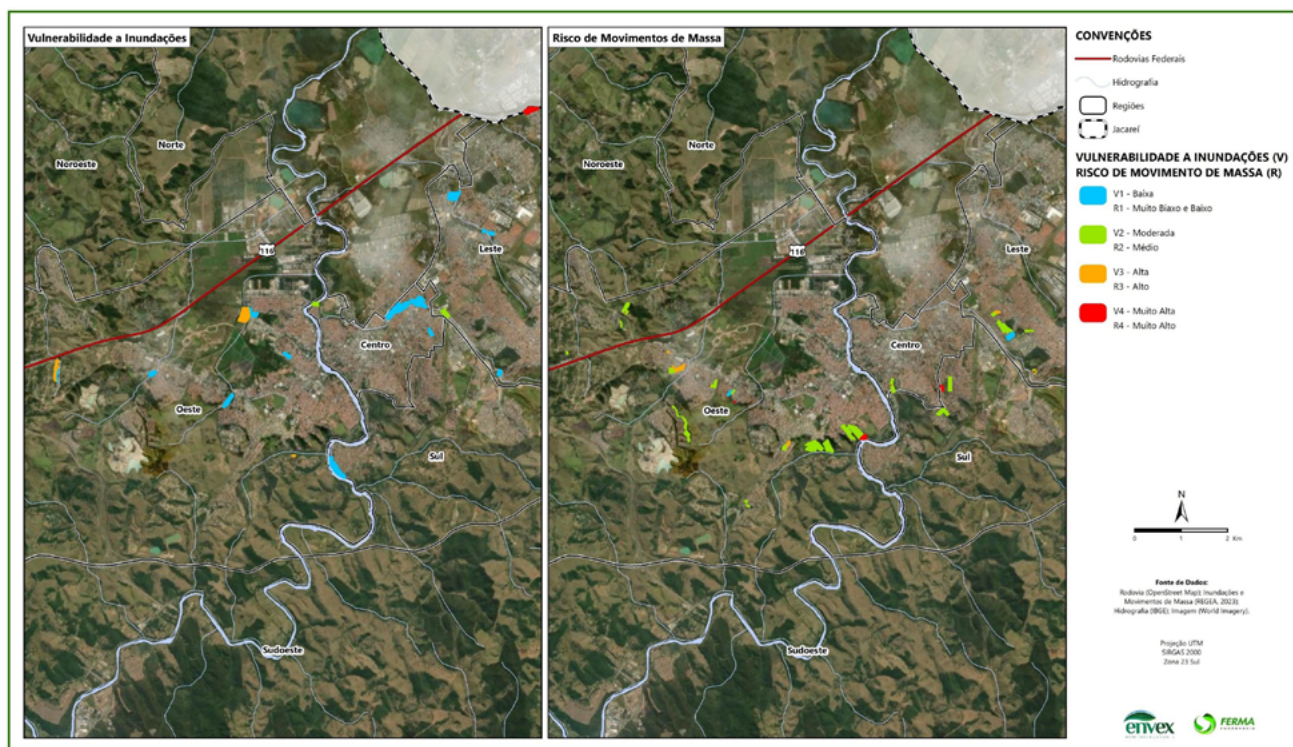 Vulnerabilidade a Inundações
Noroeste
Norte
116
Leste
Centro
Oeste
Sul
Sudoeste
Risco de Movimentos de Massa
Noroeste
Norte
116
Leste
Centro
Oeste
Sul
Sudoeste
CONVENÇÕES
Rodovias Federais
Hidrografia
Regiões
Jacareí
VULNERABILIDADE A INUNDAÇÕES (V)
RISCO DE MOVIMENTO DE MASSA (R)
V1 - Baixa
R1 - Muito Biaxo e Baixo
V2 - Moderada
R2 - Médio
V3 - Alta
R3 - Alto
V4 - Muito Alta
R4 - Muito Alto
N
0 1 2 Km
Fonte de Dados:
Rodovia (OpenStreet Map); Inundações e
Movimentos de Massa (REGEA, 2023);
Hidrografia (IBGE); Imagem (World Imagery).
Projeção UTM
SIRGAS 2000
Zona 23 Sul
envex
FERMA
ENGENHARIA